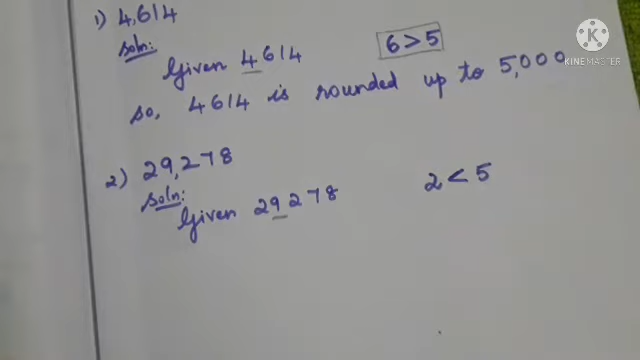 1) 4,614
Soln:
Given 4614 6 > 5
So, 4614 is rounded up to 5,000
2) 29,278
Soln:
Given 29278 2 < 5
K
KINEMASTER